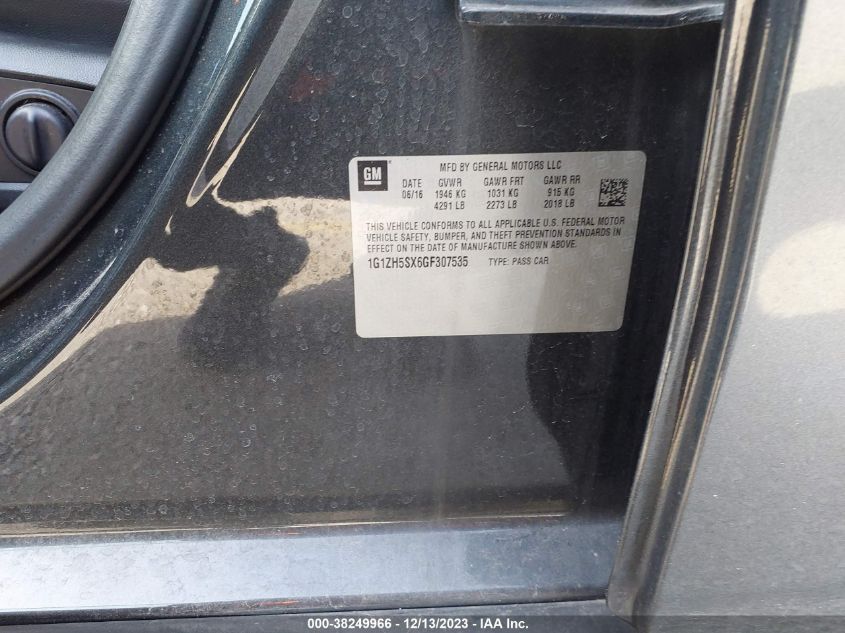 GM
MFD BY GENERAL MOTORS LLC
DATE GVWR GAWR FRT GAWR RR
06/16 1946 KG 1031 KG 915 KG
4291 LB 2273 LB 2018 LB
THIS VEHICLE CONFORMS TO ALL APPLICABLE U.S. FEDERAL MOTOR
VEHICLE SAFETY, BUMPER, AND THEFT PREVENTION STANDARDS IN
EFFECT ON THE DATE OF MANUFACTURE SHOWN ABOVE.
1G1ZH5SX6GF307535 TYPE: PASS CAR
000-38249966 - 12/13/2023 - IAA Holdings, LLC.